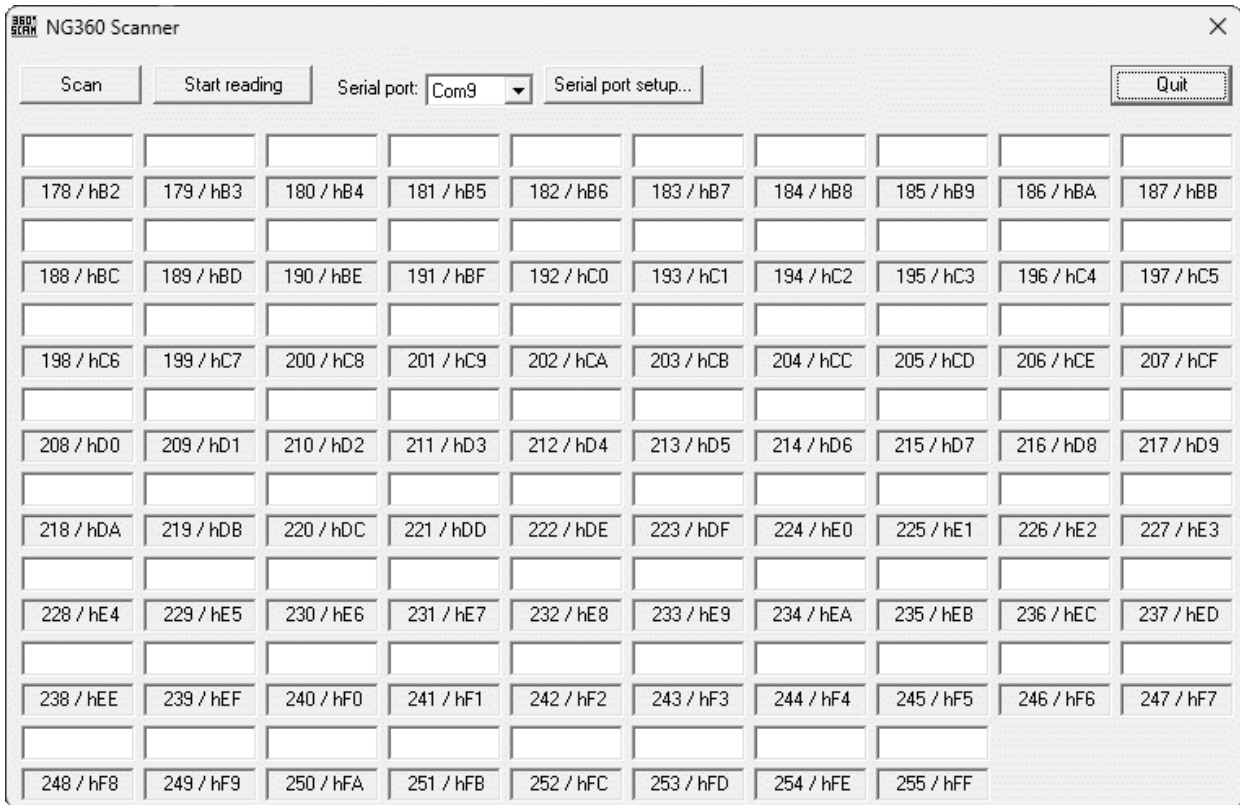 360° SCAN NG360 Scanner
Scan Start reading Serial port: Com9 Serial port setup... Quit
178 / hB2 179 / hB3 180 / hB4 181 / hB5 182 / hB6 183 / hB7 184 / hB8 185 / hB9 186 / hBA 187 / hBB
188 / hBC 189 / hBD 190 / hBE 191 / hBF 192 / hC0 193 / hC1 194 / hC2 195 / hC3 196 / hC4 197 / hC5
198 / hC6 199 / hC7 200 / hC8 201 / hC9 202 / hCA 203 / hCB 204 / hCC 205 / hCD 206 / hCE 207 / hCF
208 / hD0 209 / hD1 210 / hD2 211 / hD3 212 / hD4 213 / hD5 214 / hD6 215 / hD7 216 / hD8 217 / hD9
218 / hDA 219 / hDB 220 / hDC 221 / hDD 222 / hDE 223 / hDF 224 / hE0 225 / hE1 226 / hE2 227 / hE3
228 / hE4 229 / hE5 230 / hE6 231 / hE7 232 / hE8 233 / hE9 234 / hEA 235 / hEB 236 / hEC 237 / hED
238 / hEE 239 / hEF 240 / hF0 241 / hF1 242 / hF2 243 / hF3 244 / hF4 245 / hF5 246 / hF6 247 / hF7
248 / hF8 249 / hF9 250 / hFA 251 / hFB 252 / hFC 253 / hFD 254 / hFE 255 / hFF